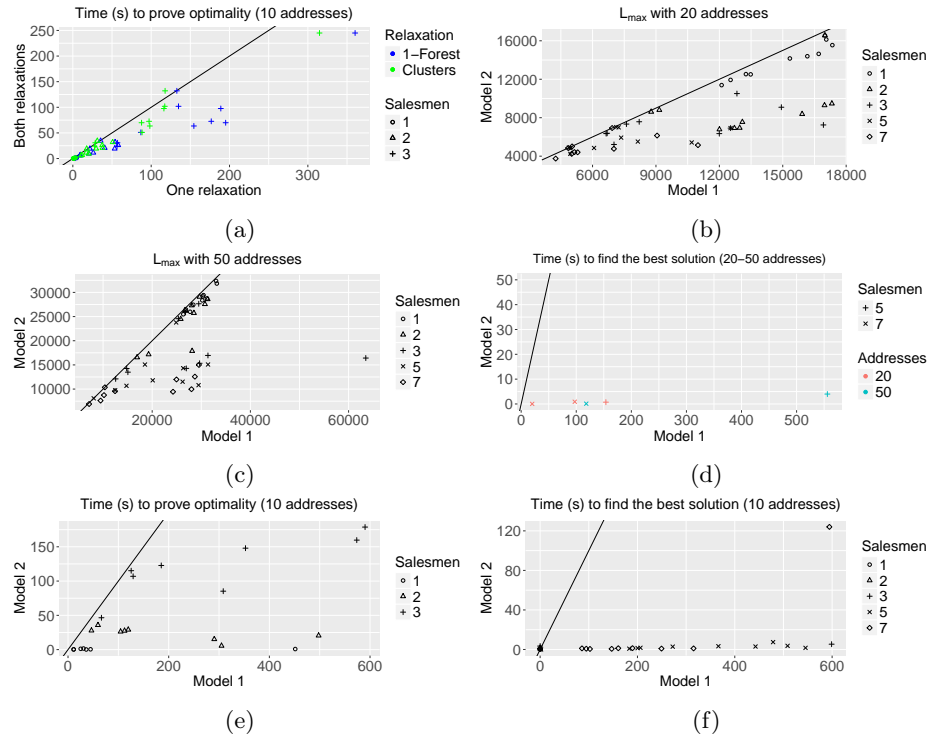 Time (s) to prove optimality (10 addresses)
Both relaxations
250
200
150
100
50
0
0 100 200 300
One relaxation
Relaxation
1−Forest
Clusters
Salesmen
1
2
3
(a)
Lmax with 20 addresses
Model 2
16000
12000
8000
4000
6000 9000 12000 15000 18000
Model 1
Salesmen
1
2
3
5
7
(b)
Lmax with 50 addresses
Model 2
30000
25000
20000
15000
10000
20000 40000 60000
Model 1
Salesmen
1
2
3
5
7
(c)
Time (s) to find the best solution (20−50 addresses)
Model 2
50
40
30
20
10
0
0 100 200 300 400 500
Model 1
Salesmen
5
7
Addresses
20
50
(d)
Time (s) to prove optimality (10 addresses)
Model 2
150
100
50
0
0 200 400 600
Model 1
Salesmen
1
2
3
(e)
Time (s) to find the best solution (10 addresses)
Model 2
120
80
40
0
0 200 400 600
Model 1
Salesmen
1
2
3
5
7
(f)